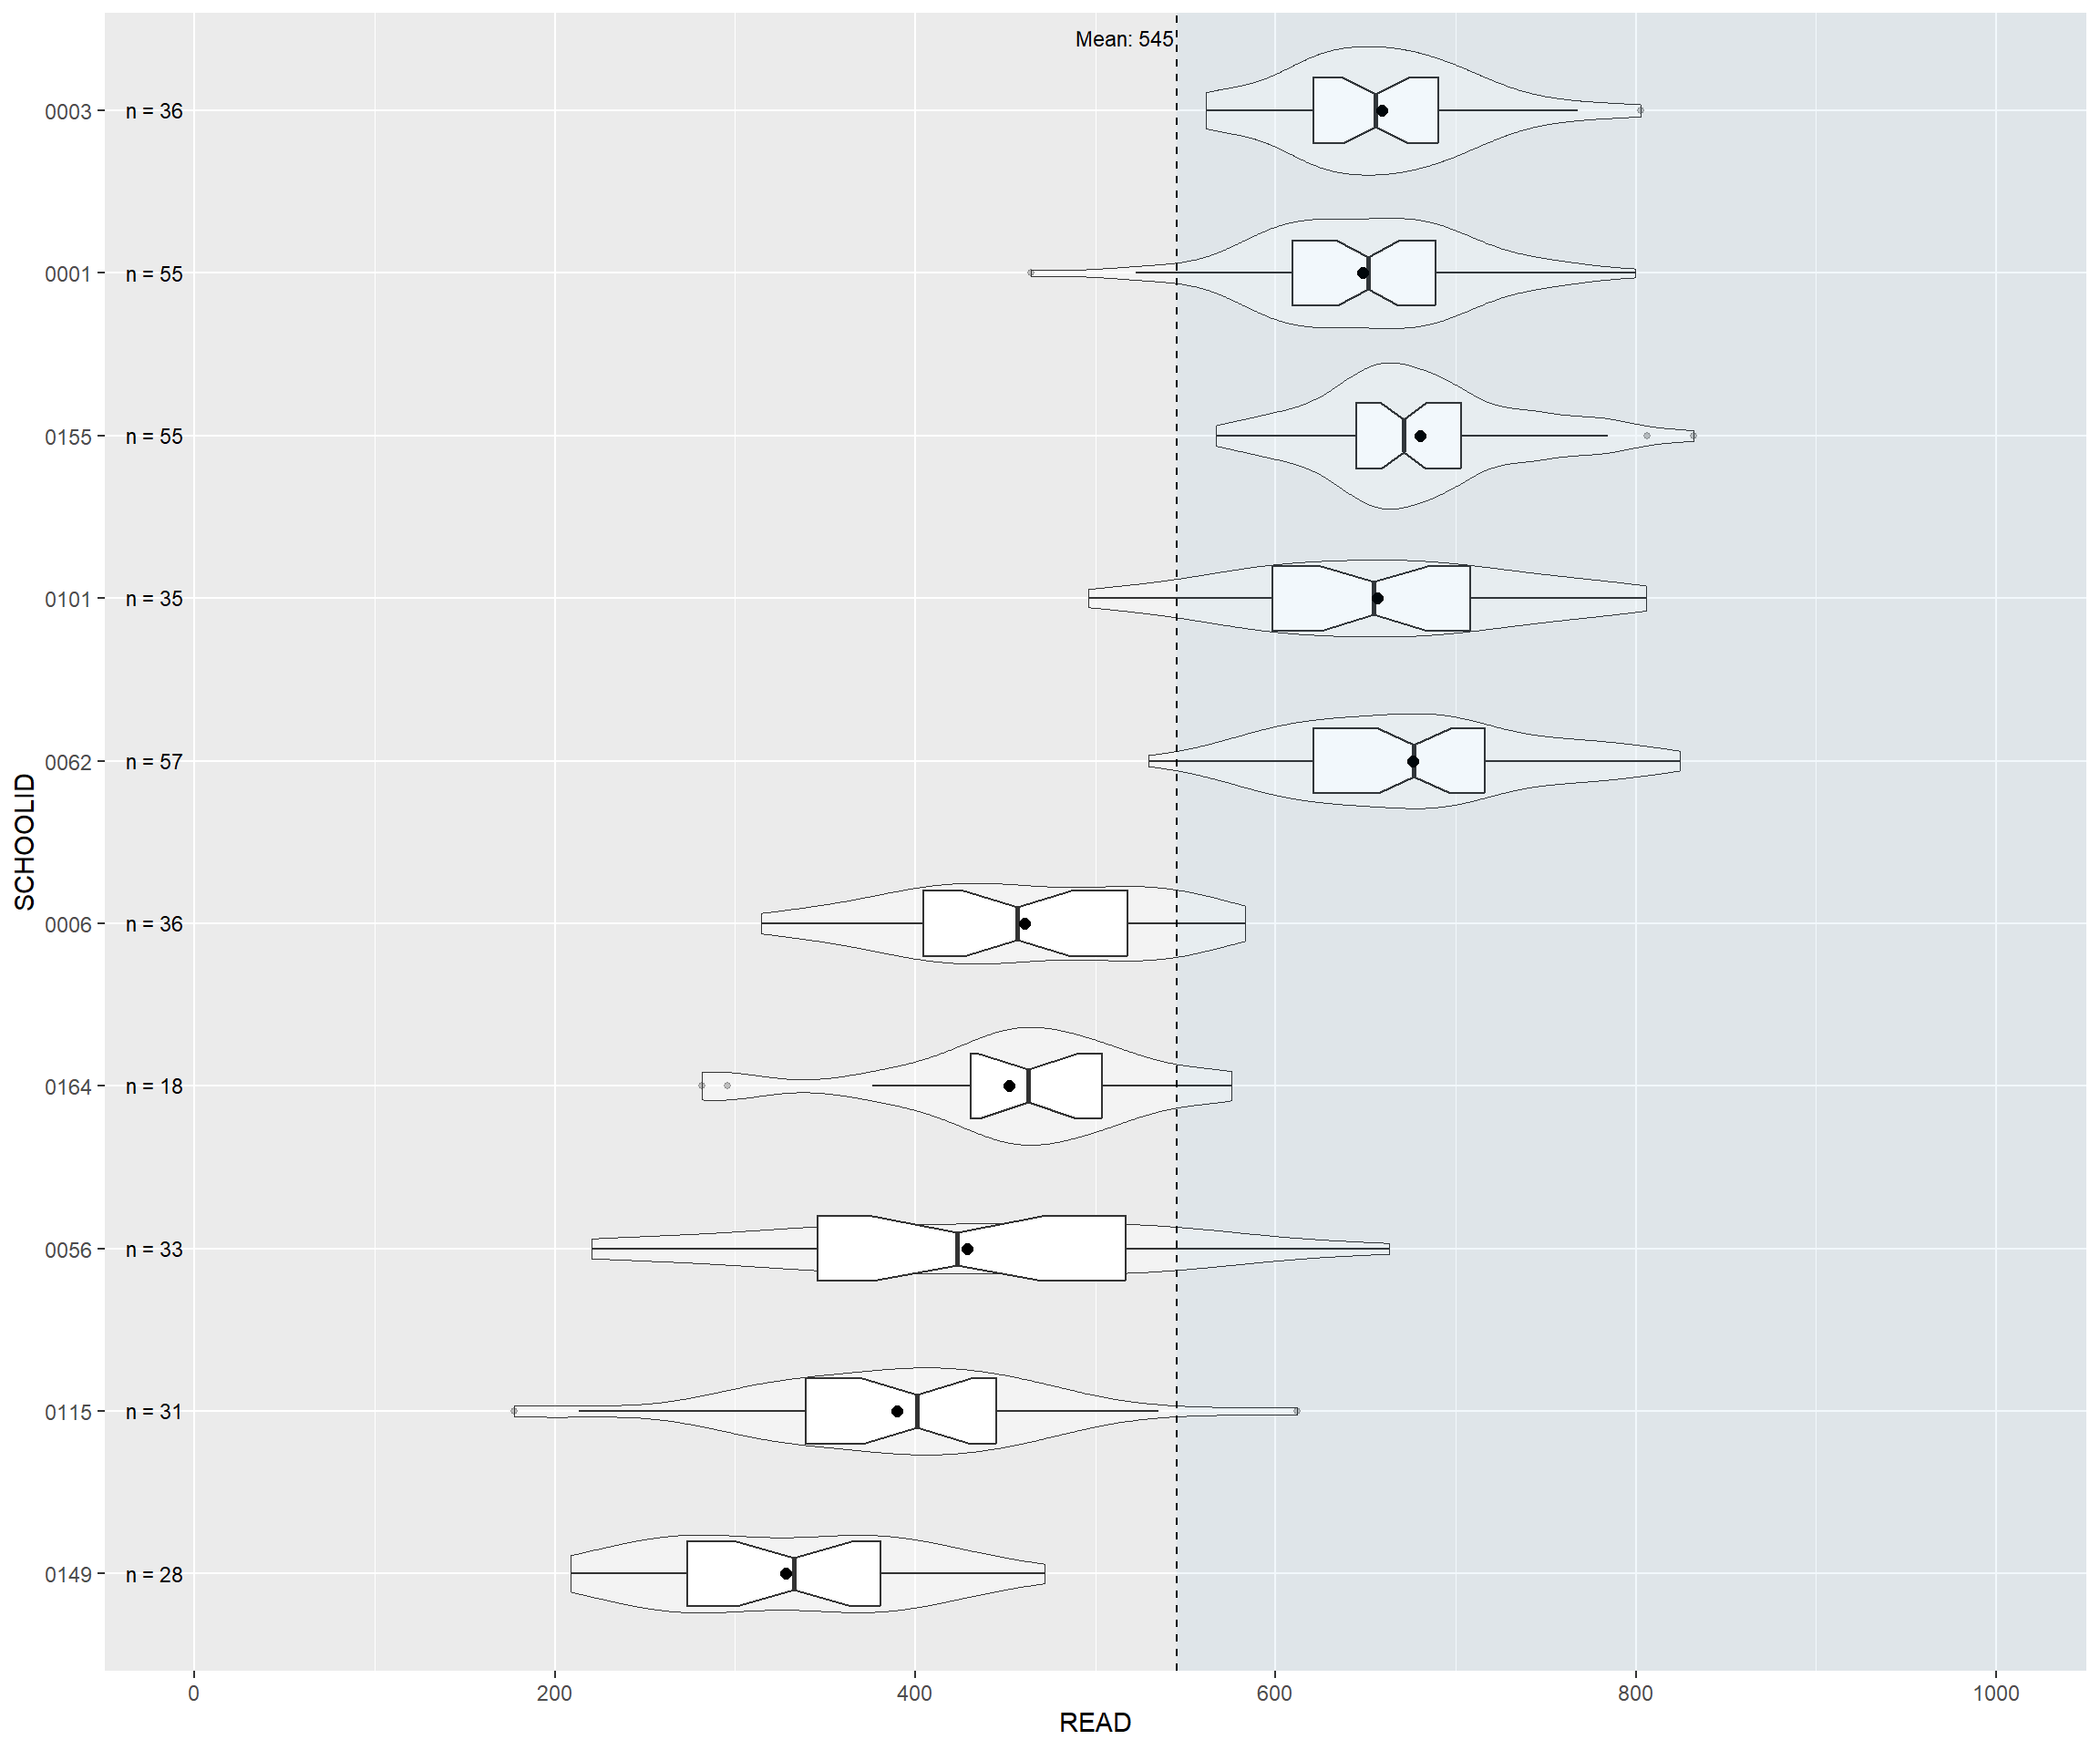 Mean: 545
0003 n = 36
0001 n = 55
0155 n = 55
0101 n = 35
0062 n = 57
SCHOOLID
0006 n = 36
0164 n = 18
0056 n = 33
0115 n = 31
0149 n = 28
0 200 400 600 800 1000
READ